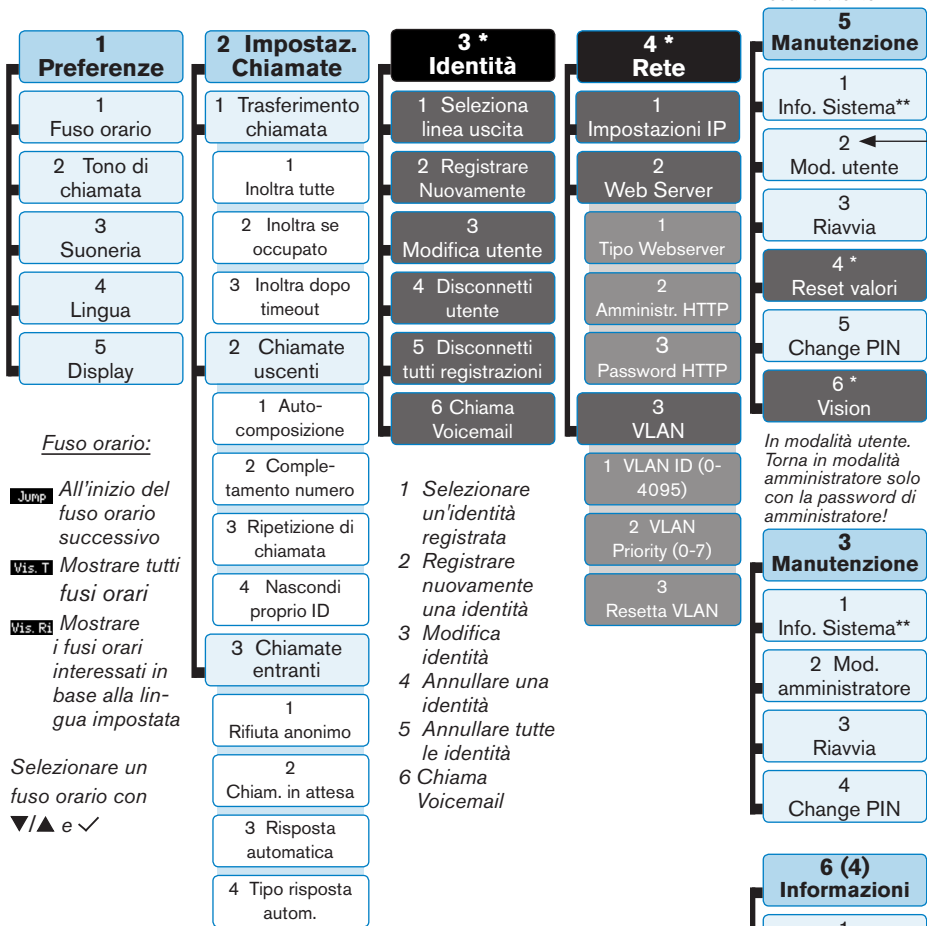 1
Preferenze
1
Fuso orario
2 Tono di
chiamata
3
Suoneria
4
Lingua
5
Display
Fuso orario:
Jump All'inizio del
fuso orario
successivo
Vis. T Mostrare tutti
fusi orari
Vis. Ri Mostrare
i fusi orari
interessati in
base alla lin-
gua impostata
Selezionare un
fuso orario con
▼/▲ e ✓
2 Impostaz.
Chiamate
1 Trasferimento
chiamata
1
Inoltra tutte
2 Inoltra se
occupato
3 Inoltra dopo
timeout
2 Chiamate
uscenti
1 Auto-
composizione
2 Comple-
tamento numero
3 Ripetizione di
chiamata
4 Nascondi
proprio ID
3 Chiamate
entranti
1
Rifiuta anonimo
2
Chiam. in attesa
3 Risposta
automatica
4 Tipo risposta
autom.
3 *
Identità
1 Seleziona
linea uscita
2 Registrare
Nuovamente
3
Modifica utente
4 Disconnetti
utente
5 Disconnetti
tutti registrazioni
6 Chiama
Voicemail
1 Selezionare
un'identità
registrata
2 Registrare
nuovamente
una identità
3 Modifica
identità
4 Annullare una
identità
5 Annullare tutte
le identità
6 Chiama
Voicemail
4 *
Rete
1
Impostazioni IP
2
Web Server
1
Tipo Webserver
2
Amministr. HTTP
3
Password HTTP
3
VLAN
1 VLAN ID (0-
4095)
2 VLAN
Priority (0-7)
3
Resetta VLAN
5
Manutenzione
1
Info. Sistema**
2
Mod. utente
3
Riavvia
4 *
Reset valori
5
Change PIN
6 *
Vision
In modalità utente.
Torna in modalità
amministratore solo
con la password di
amministratore!
3
Manutenzione
1
Info. Sistema**
2 Mod.
amministratore
3
Riavvia
4
Change PIN
6 (4)
Informazioni
1